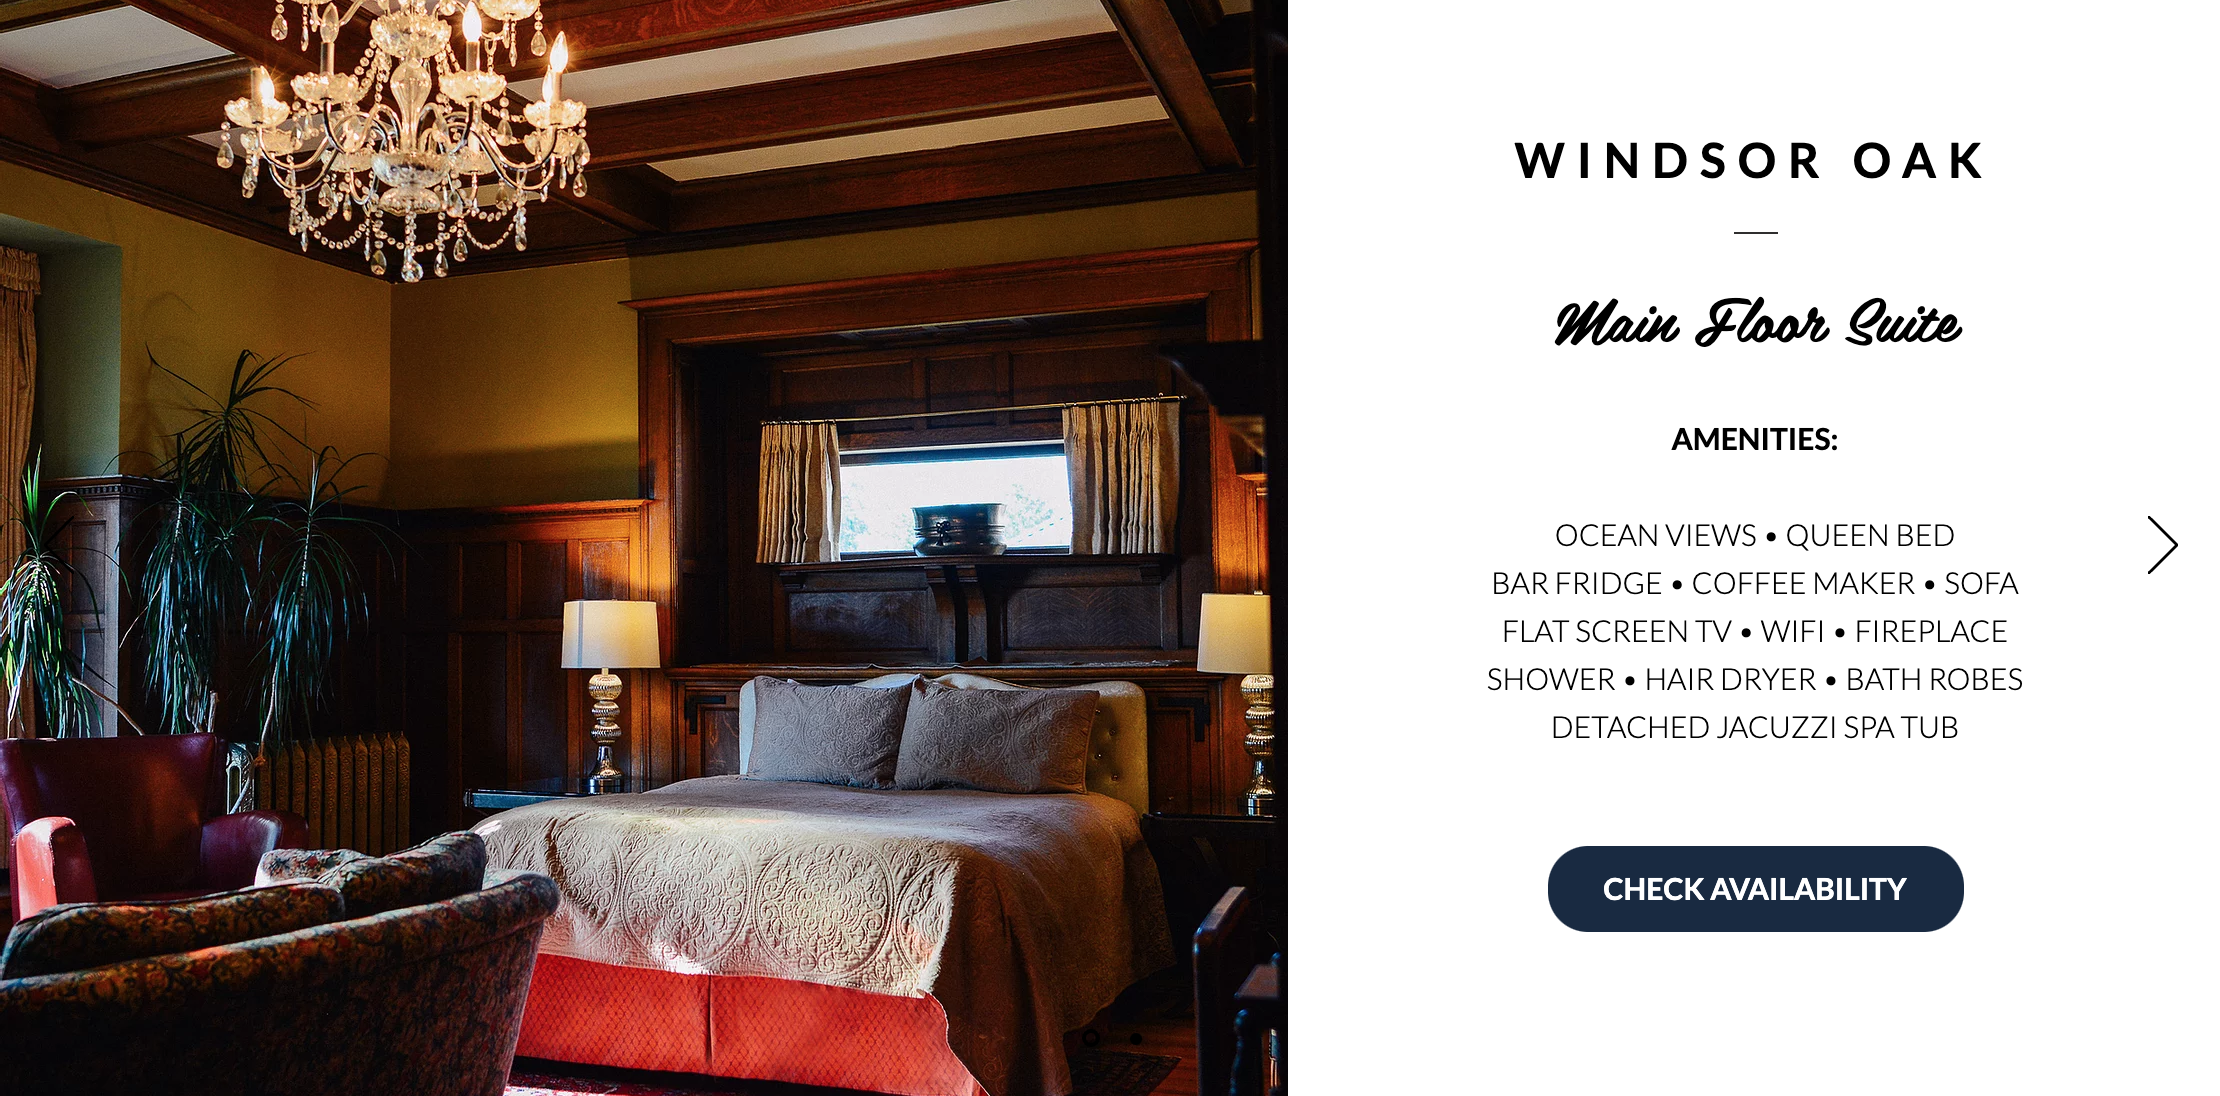 WINDSOR OAK
Main Floor Suite
AMENITIES:
OCEAN VIEWS • QUEEN BED
BAR FRIDGE • COFFEE MAKER • SOFA
FLAT SCREEN TV • WIFI • FIREPLACE
SHOWER • HAIR DRYER • BATH ROBES
DETACHED JACUZZI SPA TUB
CHECK AVAILABILITY